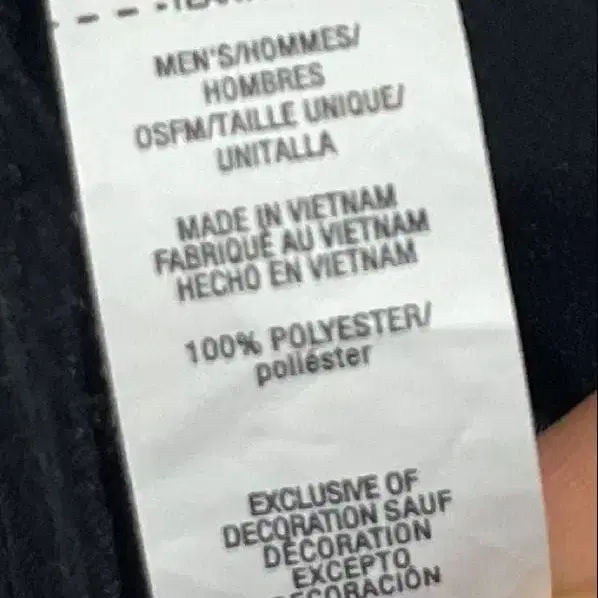 MEN'S/HOMMES/
HOMBRES
OSFM/TAILLE UNIQUE/
UNITALLA
MADE IN VIETNAM
FABRIQUÉ AU VIETNAM
HECHO EN VIETNAM
100% POLYESTER/
poliéster
EXCLUSIVE OF
DECORATION SAUF
DÉCORATION
EXCEPTO
DECORACIÓN